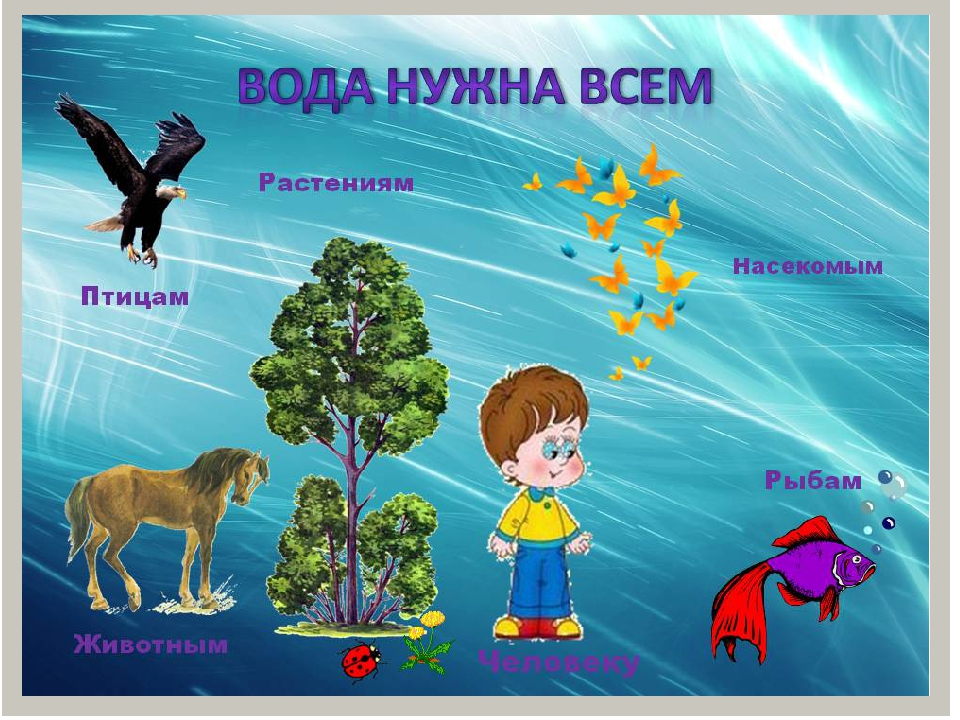 ВОДА НУЖНА ВСЕМ
Растениям
Насекомым
Птицам
Рыбам
Животным
Человеку